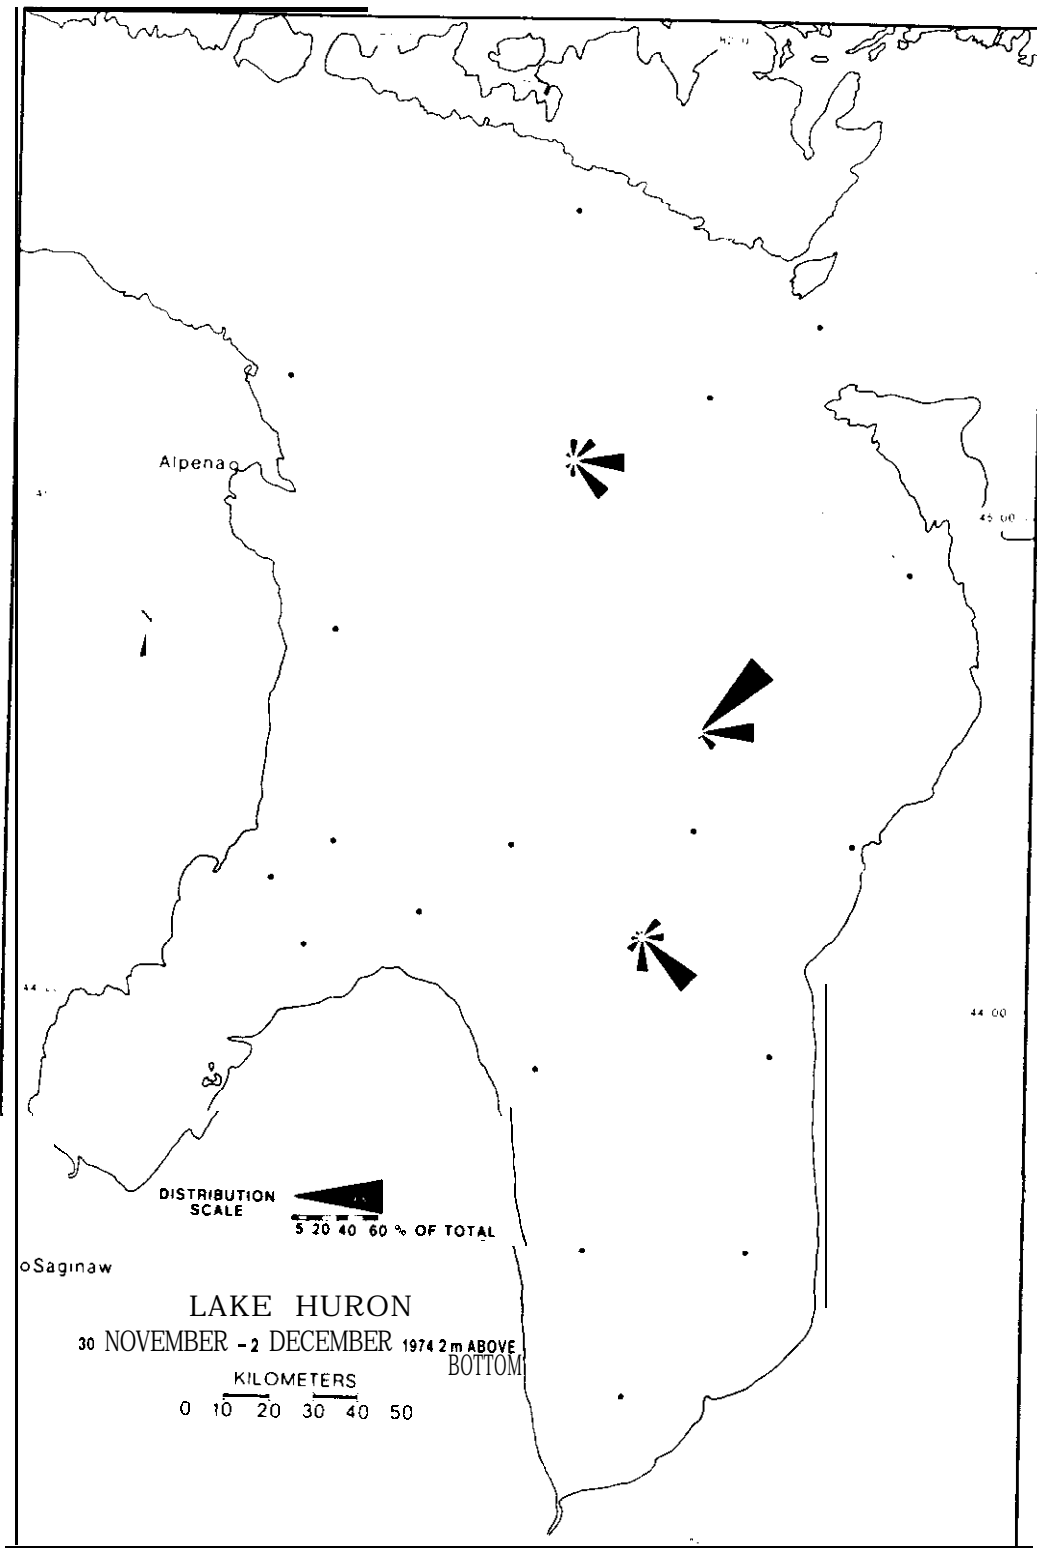 Alpena
45 00
44 00
DISTRIBUTION
SCALE
5 20 40 60 % OF TOTAL
Saginaw
LAKE HURON
30 NOVEMBER - 2 DECEMBER 1974 2 m ABOVE
BOTTOM
KILOMETERS
0 10 20 30 40 50